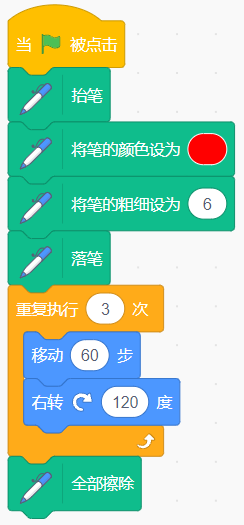 当 被点击
抬笔
将笔的颜色设为
将笔的粗细设为 6
落笔
重复执行 3 次
移动 60 步
右转 120 度
全部擦除